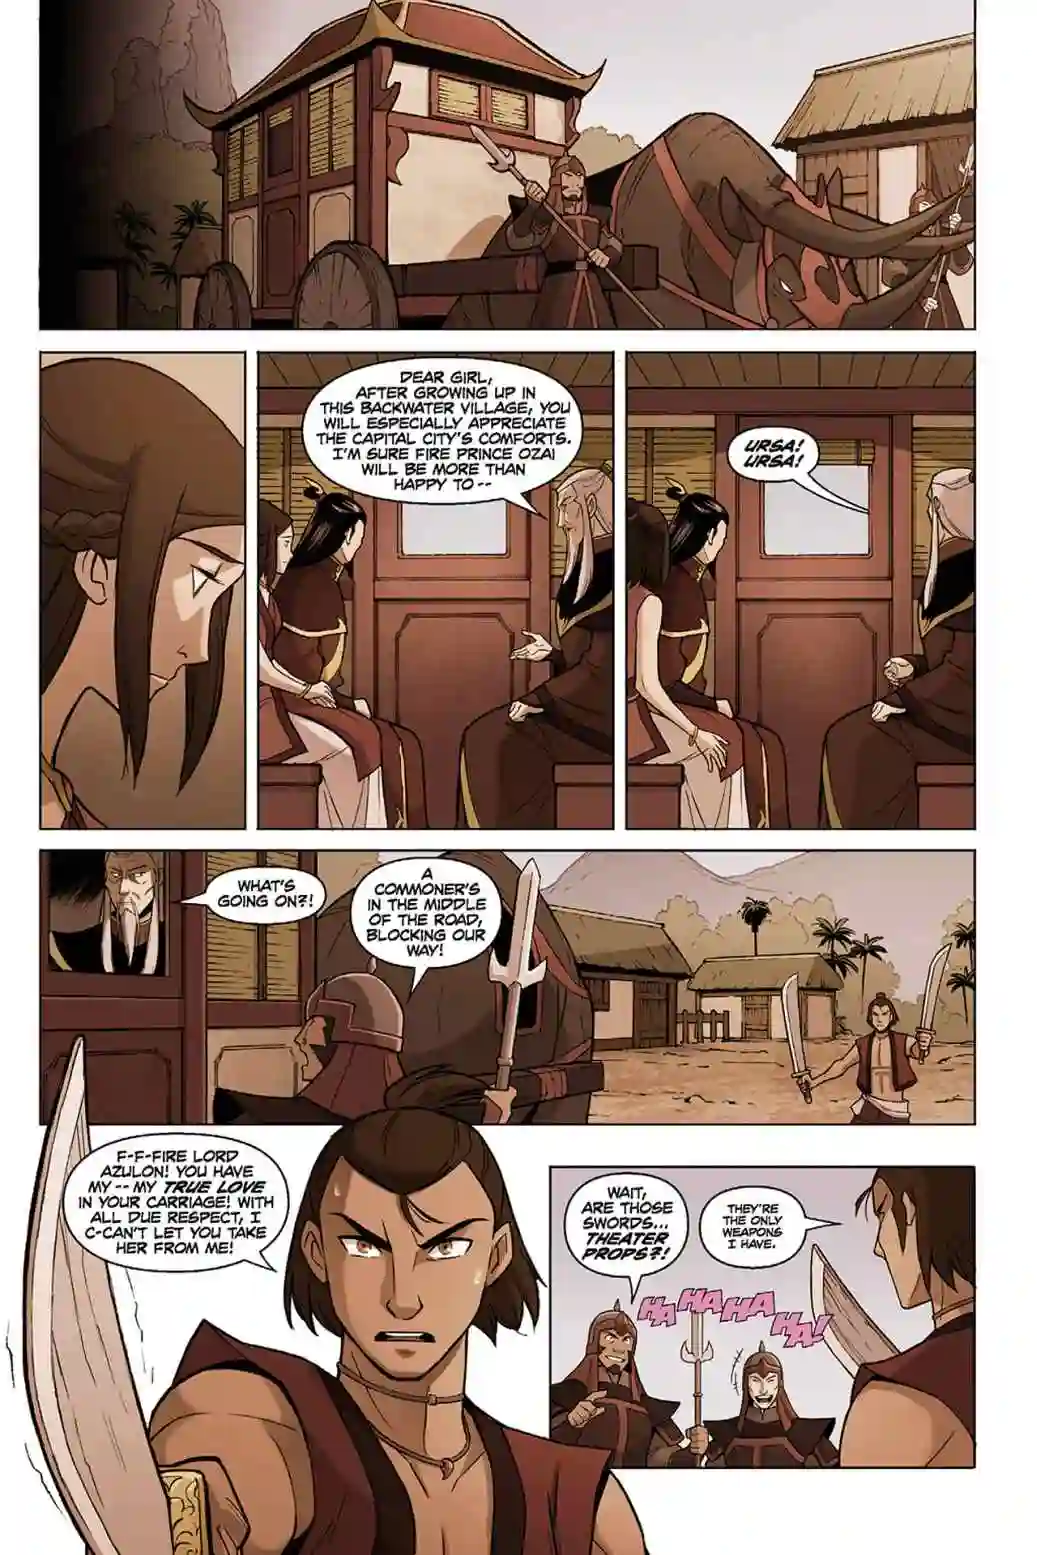 DEAR GIRL,
AFTER GROWING UP IN
THIS BACKWATER VILLAGE, YOU
WILL ESPECIALLY APPRECIATE
THE CAPITAL CITY'S COMFORTS.
I'M SURE FIRE PRINCE OZAI
WILL BE MORE THAN
HAPPY TO --
URSA!
URSA!
WHAT'S
GOING ON?!
A
COMMONER'S
IN THE MIDDLE
OF THE ROAD,
BLOCKING OUR
WAY!
F-F-FIRE LORD
AZULON! YOU HAVE
MY -- MY TRUE LOVE
IN YOUR CARRIAGE! WITH
ALL DUE RESPECT, I
C-CAN'T LET YOU TAKE
HER FROM ME!
WAIT,
ARE THOSE
SWORDS...
THEATER
PROPS?!
THEY'RE
THE ONLY
WEAPONS
I HAVE.
HA HA HA HA!